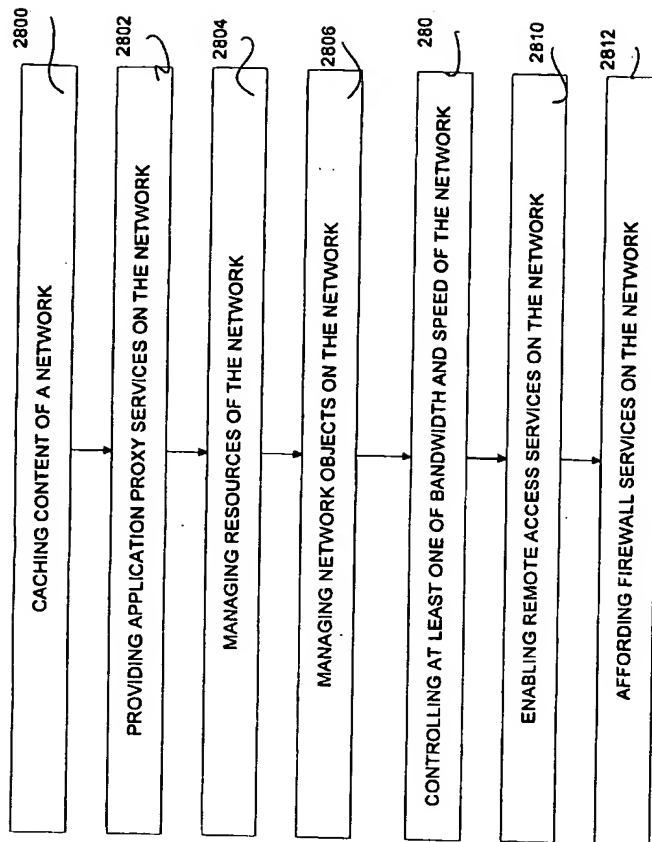 2800
CACHING CONTENT OF A NETWORK
2802
PROVIDING APPLICATION PROXY SERVICES ON THE NETWORK
2804
MANAGING RESOURCES OF THE NETWORK
2806
MANAGING NETWORK OBJECTS ON THE NETWORK
280
CONTROLLING AT LEAST ONE OF BANDWIDTH AND SPEED OF THE NETWORK
2810
ENABLING REMOTE ACCESS SERVICES ON THE NETWORK
2812
AFFORDING FIREWALL SERVICES ON THE NETWORK